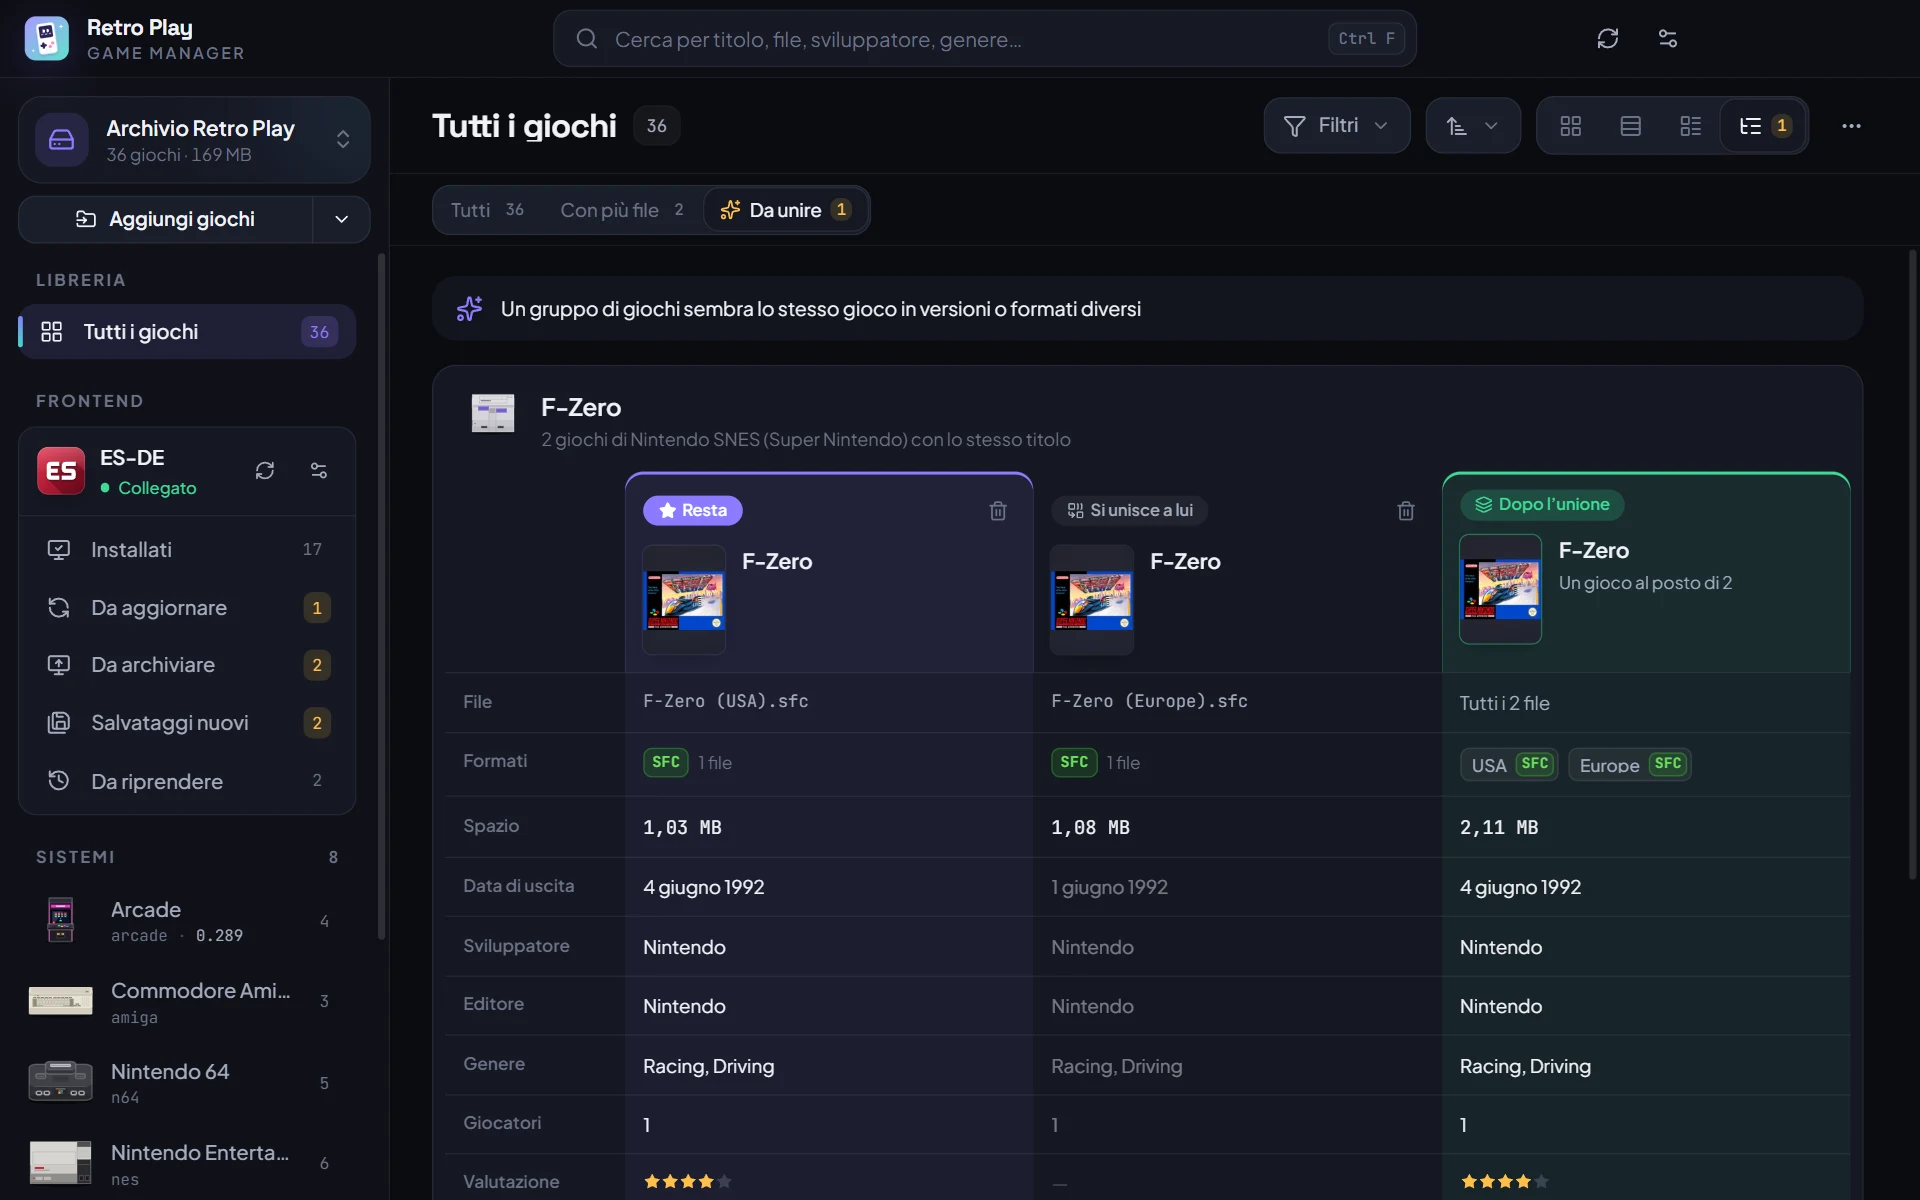 Retro Play
GAME MANAGER
Cerca per titolo, file, sviluppatore, genere…
Ctrl F
Archivio Retro Play
36 giochi · 169 MB
Aggiungi giochi
LIBRERIA
Tutti i giochi 36
FRONTEND
ES
ES-DE
Collegato
Installati 17
Da aggiornare 1
Da archiviare 2
Salvataggi nuovi 2
Da riprendere 2
SISTEMI 8
Arcade 4
arcade · 0.289
Commodore Ami… 3
amiga
Nintendo 64 5
n64
Nintendo Enterta… 6
nes
Tutti i giochi 36
Filtri
1
Tutti 36 Con più file 2 Da unire 1
Un gruppo di giochi sembra lo stesso gioco in versioni o formati diversi
F-Zero
2 giochi di Nintendo SNES (Super Nintendo) con lo stesso titolo
Resta Si unisce a lui Dopo l’unione
F-Zero F-Zero F-Zero
Un gioco al posto di 2
File F-Zero (USA).sfc F-Zero (Europe).sfc Tutti i 2 file
Formati SFC 1 file SFC 1 file USA SFC Europe SFC
Spazio 1,03 MB 1,08 MB 2,11 MB
Data di uscita 4 giugno 1992 1 giugno 1992 4 giugno 1992
Sviluppatore Nintendo Nintendo Nintendo
Editore Nintendo Nintendo Nintendo
Genere Racing, Driving Racing, Driving Racing, Driving
Giocatori 1 1 1
Valutazione —